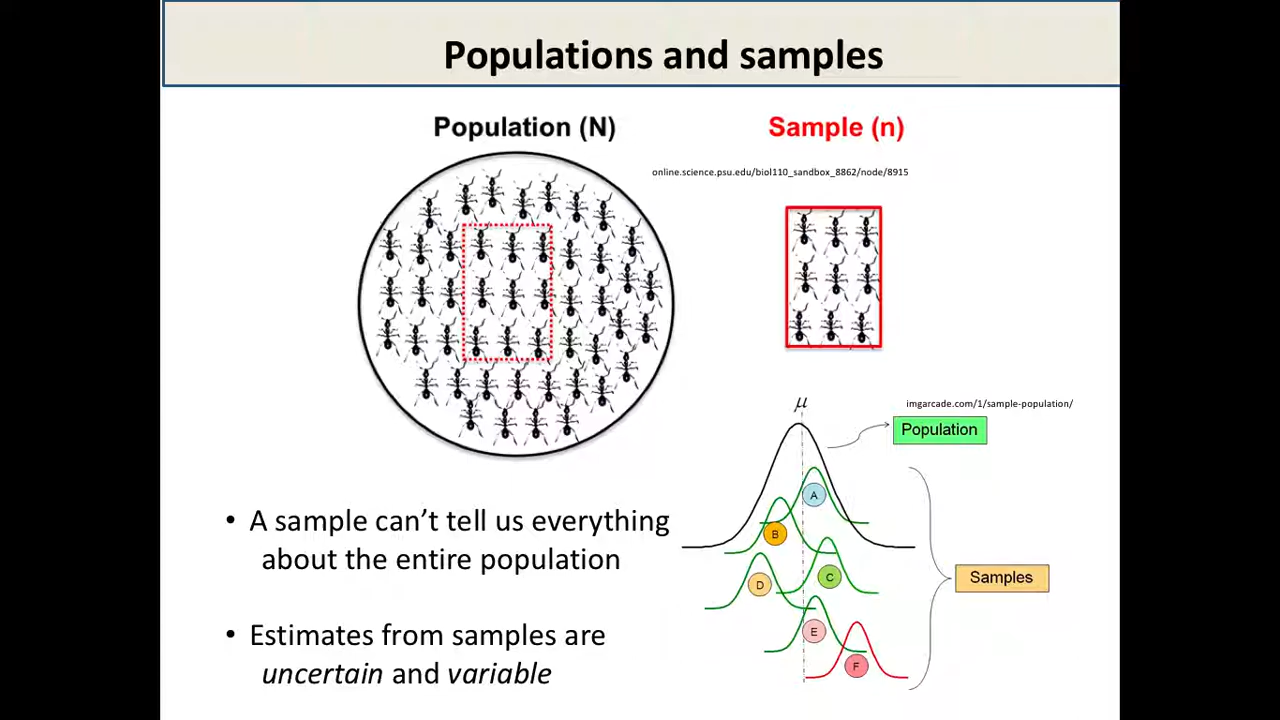 Populations and samples
Population (N)
Sample (n)
online.science.psu.edu/biol110_sandbox_8862/node/8915
μ
imgarcade.com/1/sample-population/
Population
A
B
C
D
E
F
Samples
• A sample can’t tell us everything
about the entire population
• Estimates from samples are
uncertain and variable